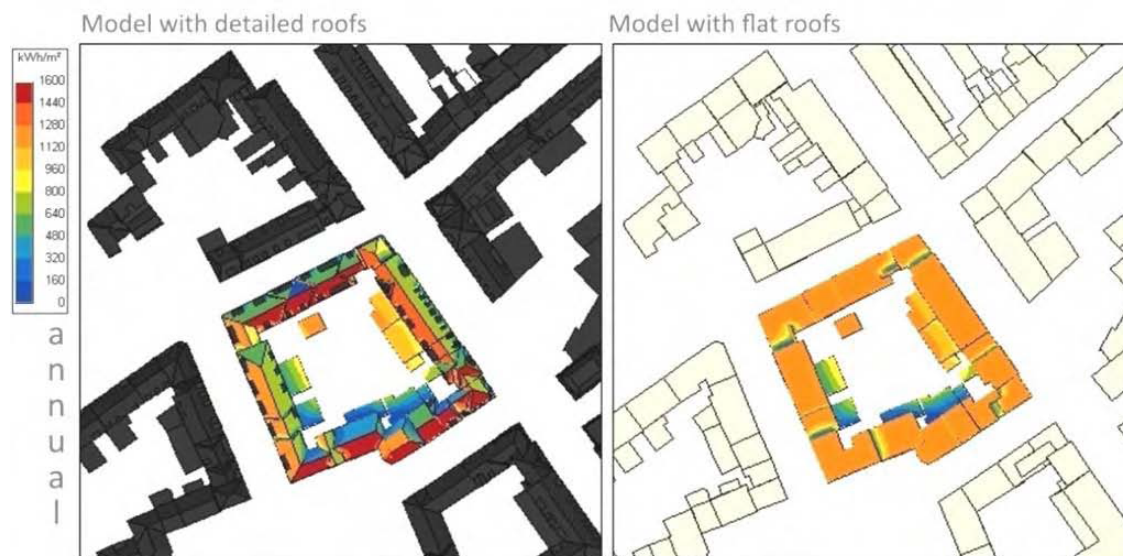 Model with detailed roofs
Model with flat roofs
kWh/m²
1600
1440
1280
1120
960
800
640
480
320
160
0
annual